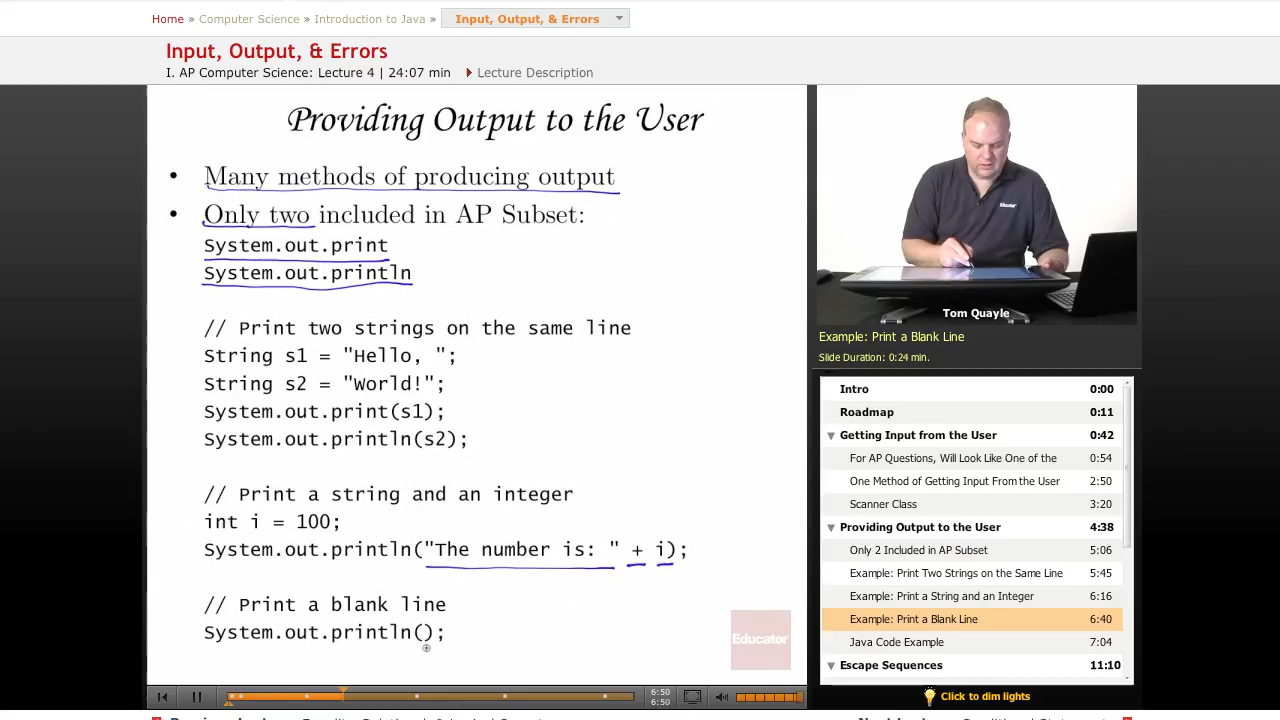 Home » Computer Science » Introduction to Java » Input, Output, & Errors
Input, Output, & Errors
I. AP Computer Science: Lecture 4 | 24:07 min Lecture Description
Providing Output to the User
• Many methods of producing output
• Only two included in AP Subset:
System.out.print
System.out.println
// Print two strings on the same line
String s1 = "Hello, ";
String s2 = "World!";
System.out.print(s1);
System.out.println(s2);
// Print a string and an integer
int i = 100;
System.out.println("The number is: " + i);
// Print a blank line
System.out.println();
Educator
Educator
Tom Quayle
Example: Print a Blank Line
Slide Duration: 0:24 min.
Intro 0:00
Roadmap 0:11
Getting Input from the User 0:42
For AP Questions, Will Look Like One of the 0:54
One Method of Getting Input From the User 2:50
Scanner Class 3:20
Providing Output to the User 4:38
Only 2 Included in AP Subset 5:06
Example: Print Two Strings on the Same Line 5:45
Example: Print a String and an Integer 6:16
Example: Print a Blank Line 6:40
Java Code Example 7:04
Escape Sequences 11:10
6:50
6:50
Click to dim lights